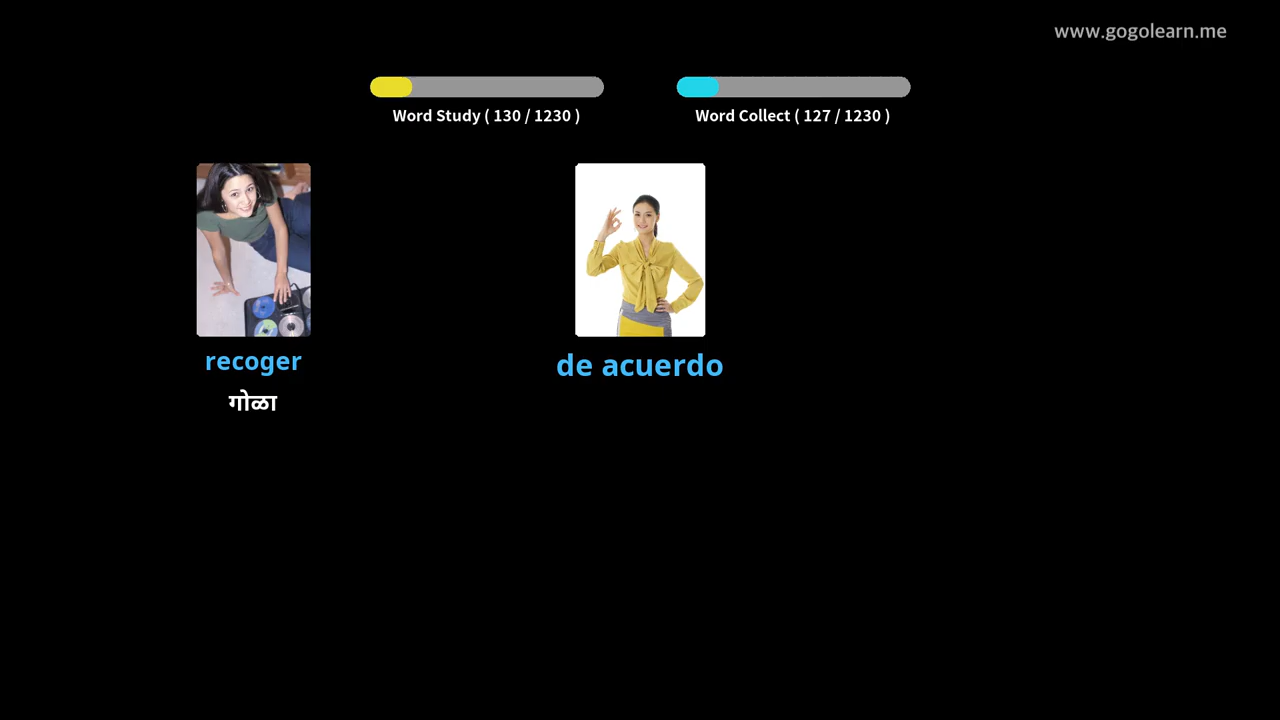 www.gogolearn.me
Word Study ( 130 / 1230 )
Word Collect ( 127 / 1230 )
recoger
गोळा
de acuerdo